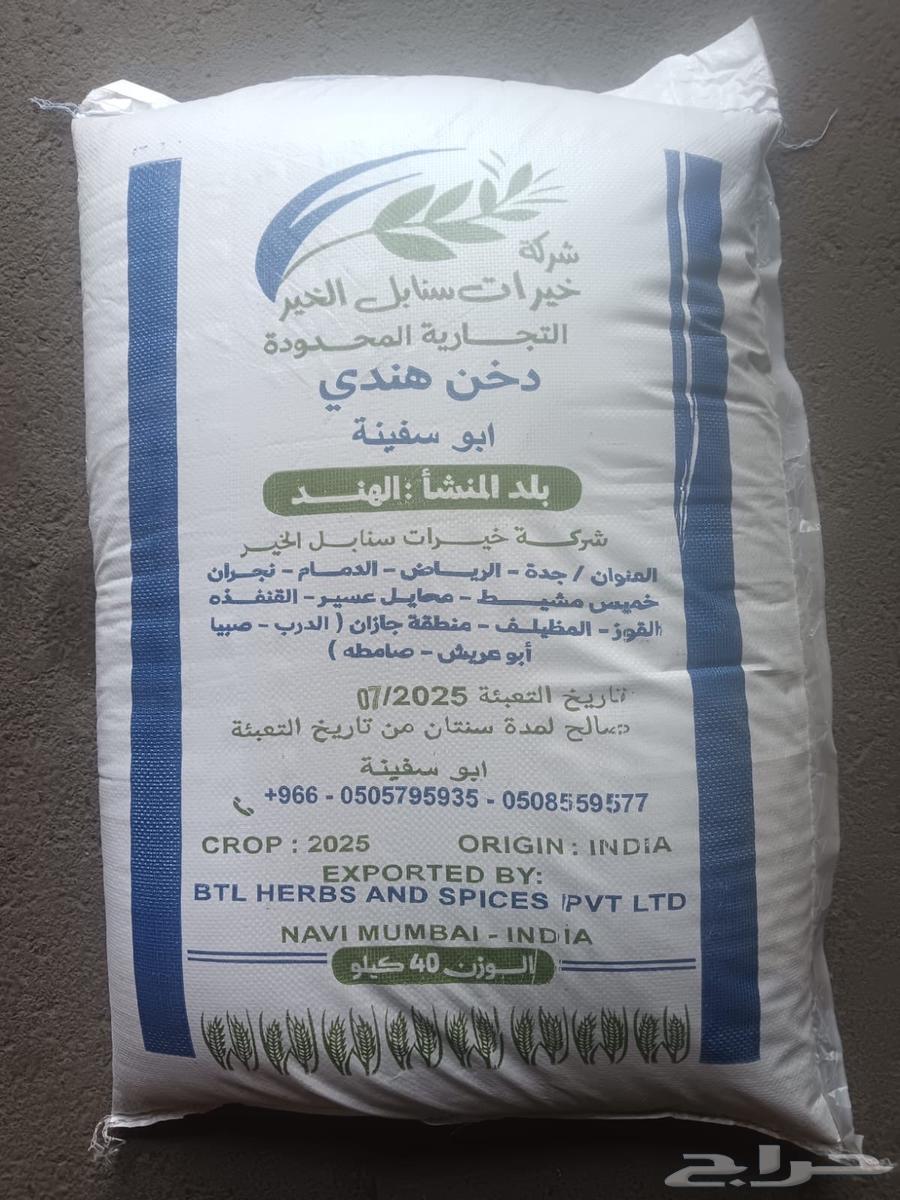 شركة
خيرات سنابل الخير
التجارية المحدودة
دخن هندي
ابو سفينة
بلد المنشأ : الهند
شركة خيرات سنابل الخير
العنوان / جدة - الرياض - الدمام - نجران
خميس مشيط - محايل عسير - القنفذه
القوز - المظيلف - منطقة جازان ( الدرب - صبيا
أبو عريش - صامطه )
تاريخ التعبئة 07/2025
صالح لمدة سنتان من تاريخ التعبئة
ابو سفينة
+966 - 0505795935 - 0508559577
CROP : 2025 ORIGIN : INDIA
EXPORTED BY:
BTL HERBS AND SPICES PVT LTD
NAVI MUMBAI - INDIA
الوزن 40 كيلو
حراج